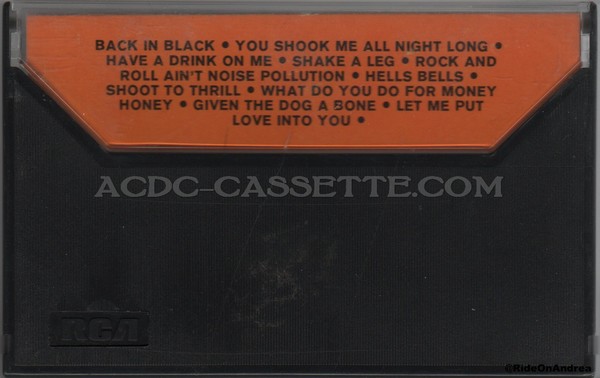 BACK IN BLACK • YOU SHOOK ME ALL NIGHT LONG •
HAVE A DRINK ON ME • SHAKE A LEG • ROCK AND
ROLL AIN'T NOISE POLLUTION • HELLS BELLS •
SHOOT TO THRILL • WHAT DO YOU DO FOR MONEY
HONEY • GIVEN THE DOG A BONE • LET ME PUT
LOVE INTO YOU •
ACDC-CASSETTE.COM
RCA
@RideOnAndrea